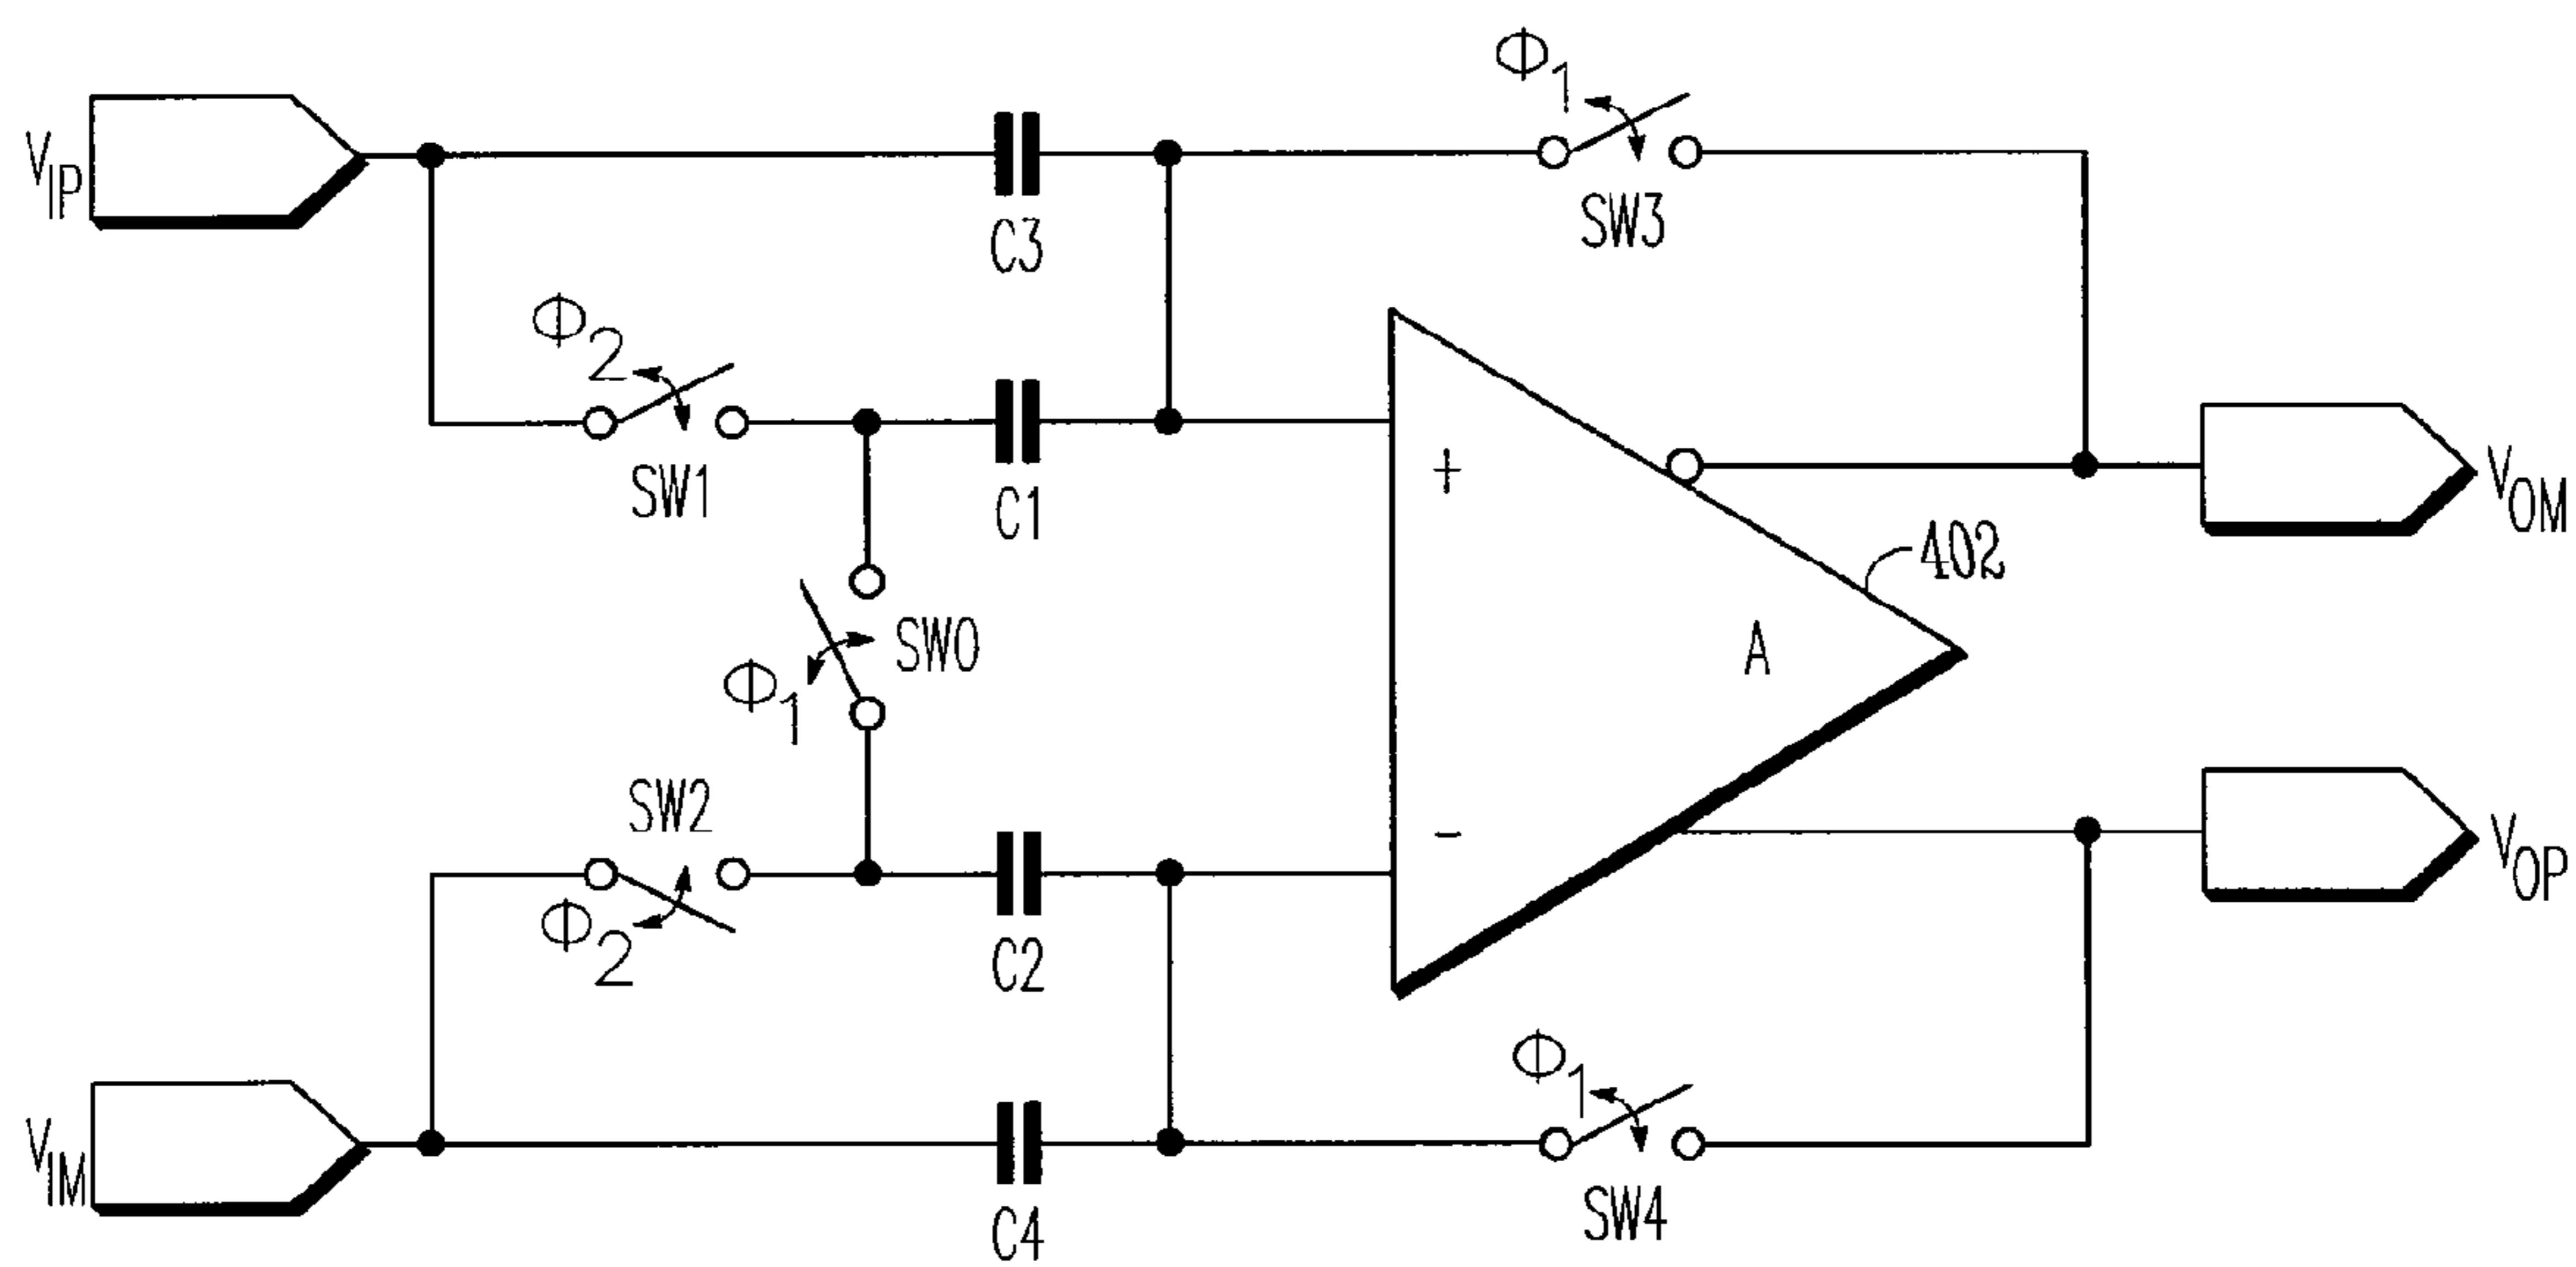 Φ1
VIP
SW3
C3
Φ2
SW1
C1
+
VOM
402
SW0
A
Φ1
SW2
−
VOP
Φ2
C2
Φ1
VIM
SW4
C4